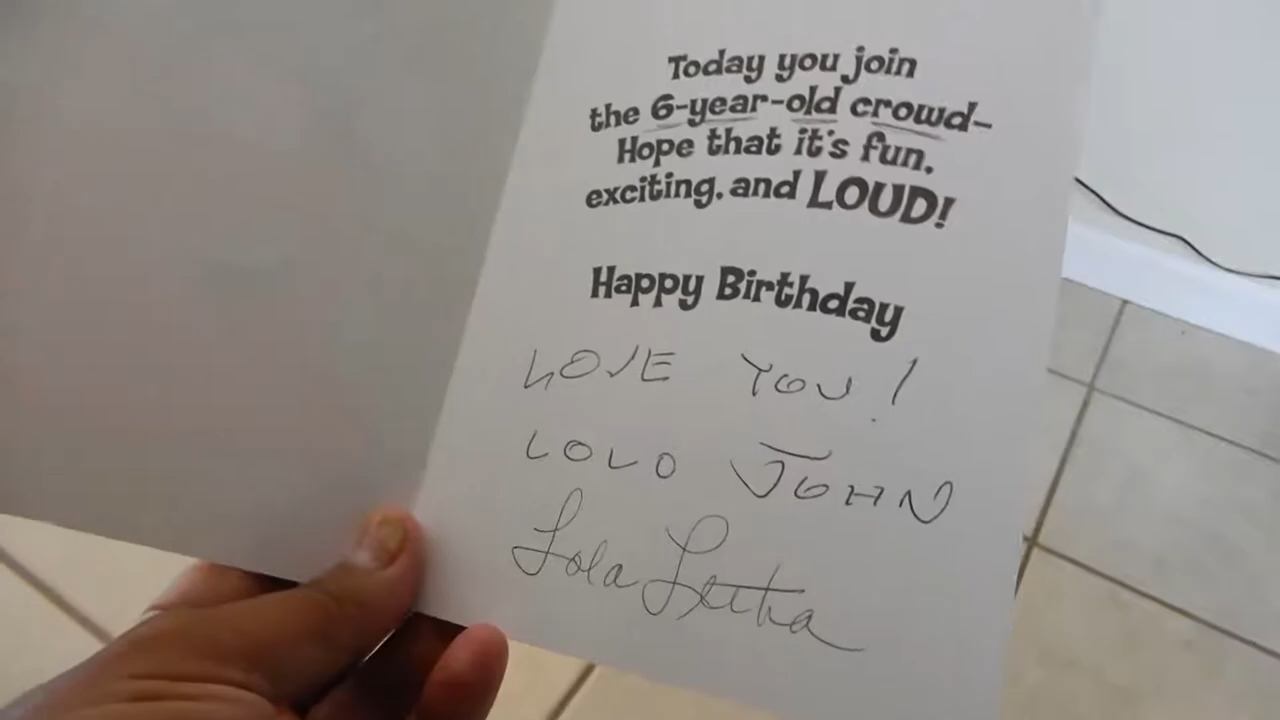 Today you join
the 6-year-old crowd–
Hope that it's fun,
exciting, and LOUD!
Happy Birthday
LOVE YOU!
LOLO JOHN
Lola Letha